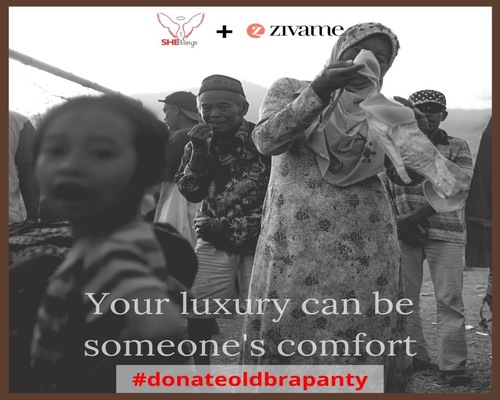 SHEWings + zivame
Your luxury can be
someone's comfort
#donateoldbrapanty